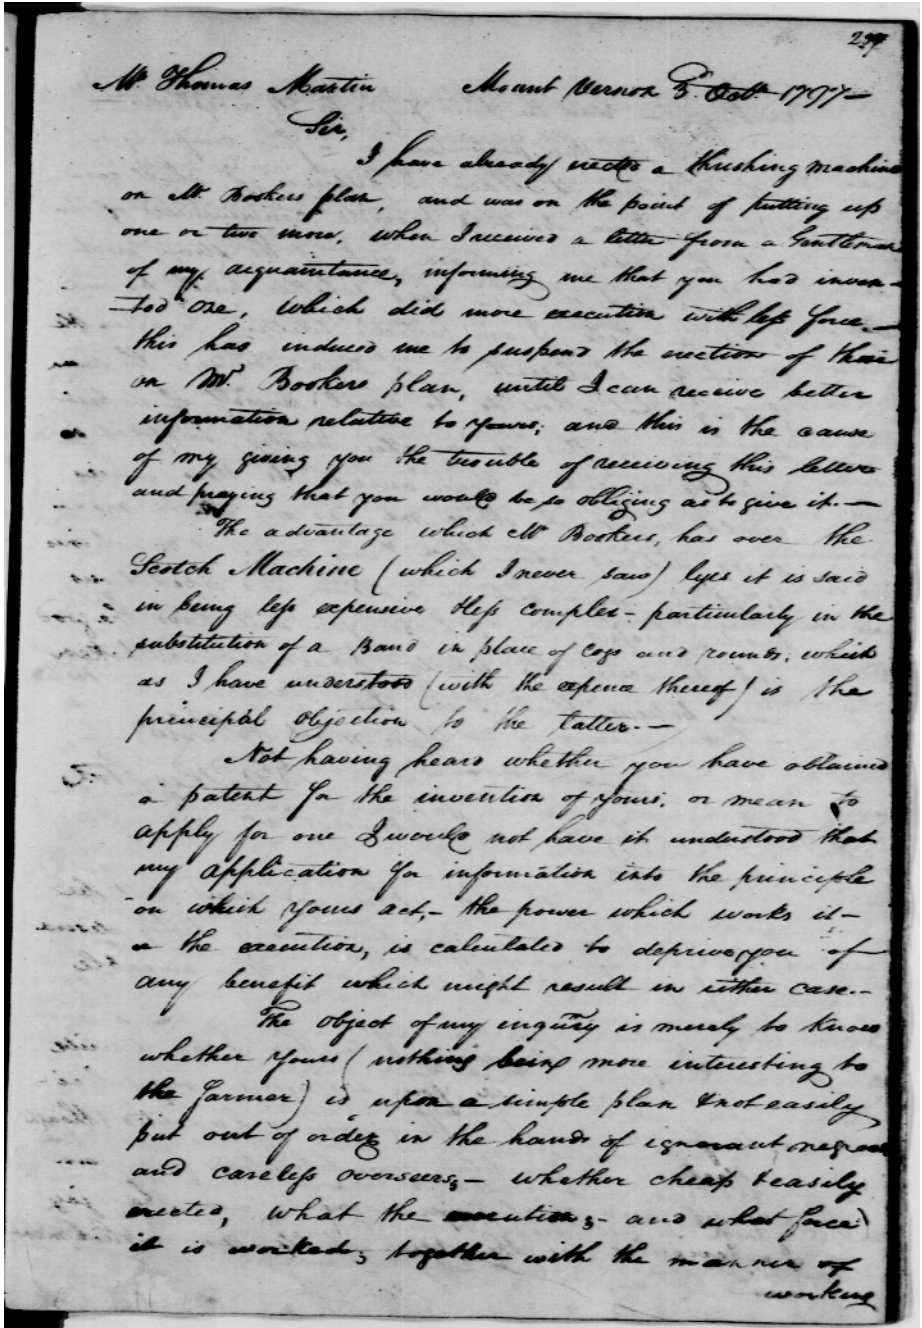 Mr. Thomas Martin Mount Vernon 5th Octr. 1797—
Sir,
I have already erected a threshing machine
on Mr. Bookers plan, and was on the point of putting up
one or two more, when I received a letter from a Gentleman
of my acquaintance, informing me that you had inven-
-ted one, which did more execution with less force.—
this has induced me to suspend the erection of those
on Mr. Bookers plan, until I can receive better
information relative to yours; and this is the cause
of my giving you the trouble of receiving this letter
and praying that you would be so obliging as to give it.—
The advantage which Mr Bookers, has over the
Scotch Machine (which I never saw) lyes it is said
in being less expensive & less complex— particularly in the
substitution of a Band in place of cogs and rounds; which
as I have understood (with the expence thereof) is the
principal objection to the latter.—
Not having heard whether you have obtained
a patent for the invention of yours, or mean to
apply for one I would not have it understood that
my application for information into the principle
on which yours act,— the power which works it—
or the execution, is calculated to deprive you of
any benefit which might result in either case.—
The object of my inquiry is merely to know
whether yours (nothing being more interesting to
the farmer) is upon a simple plan & not easily
put out of order in the hands of ignorant negroes
and careless overseers;— whether cheap & easily
erected, what the execution;— and what force
it is worked; together with the manner of
working